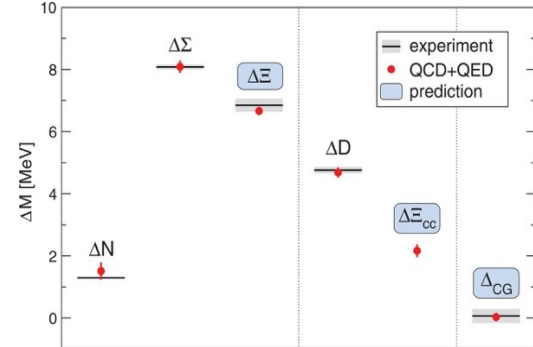 10
8
6
4
2
0
ΔM [MeV]
ΔN
ΔΣ
ΔΞ
ΔD
ΔΞcc
ΔCG
experiment
QCD+QED
prediction